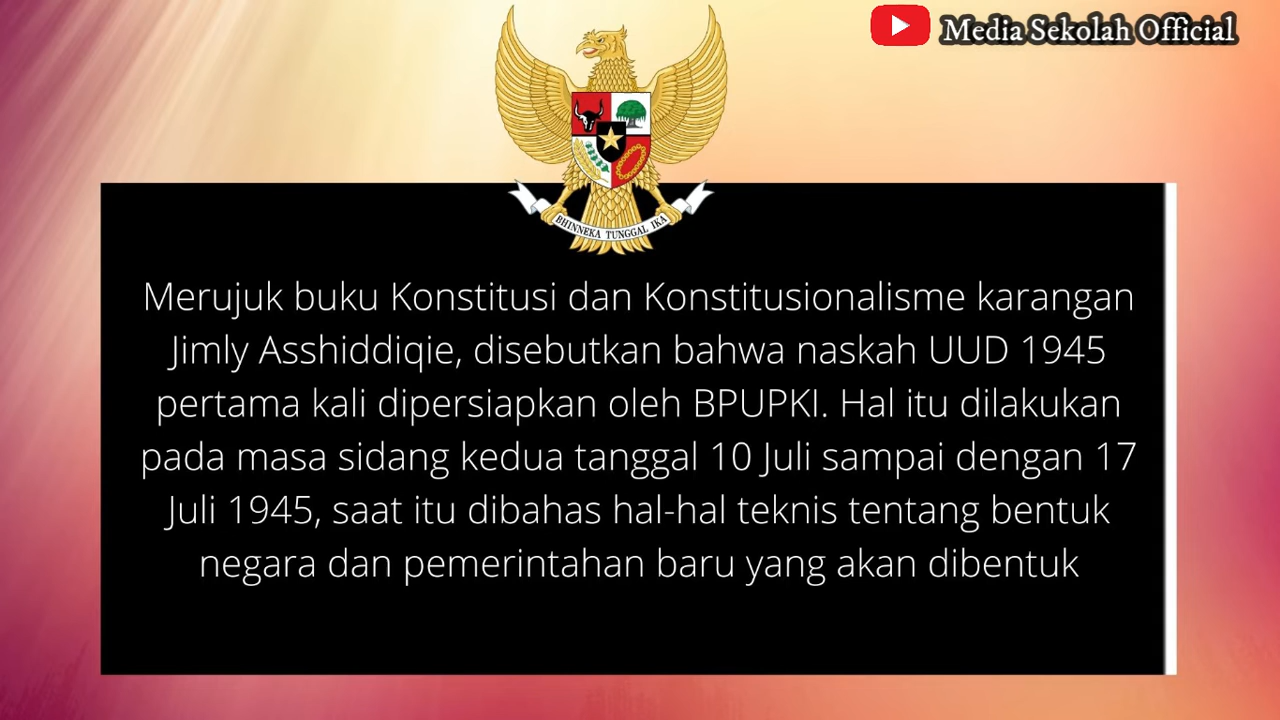 Media Sekolah Official
BHINNEKA TUNGGAL IKA
Merujuk buku Konstitusi dan Konstitusionalisme karangan
Jimly Asshiddiqie, disebutkan bahwa naskah UUD 1945
pertama kali dipersiapkan oleh BPUPKI. Hal itu dilakukan
pada masa sidang kedua tanggal 10 Juli sampai dengan 17
Juli 1945, saat itu dibahas hal-hal teknis tentang bentuk
negara dan pemerintahan baru yang akan dibentuk